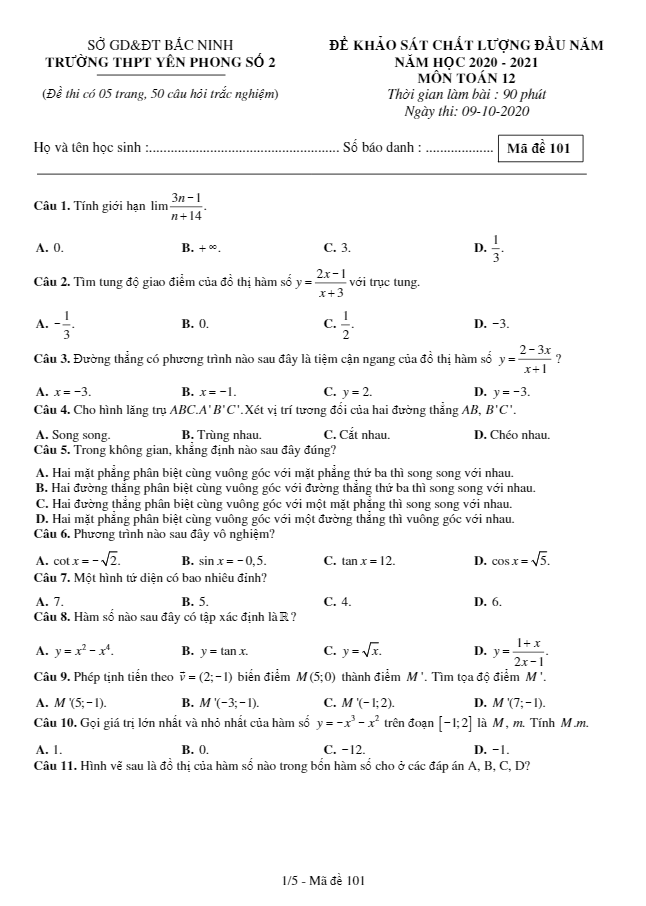 SỞ GD&ĐT BẮC NINH
TRƯỜNG THPT YÊN PHONG SỐ 2
(Đề thi có 05 trang, 50 câu hỏi trắc nghiệm)
ĐỀ KHẢO SÁT CHẤT LƯỢNG ĐẦU NĂM
NĂM HỌC 2020 - 2021
MÔN TOÁN 12
Thời gian làm bài : 90 phút
Ngày thi: 09-10-2020
Họ và tên học sinh :.................................................... Số báo danh : ................... Mã đề 101
Câu 1. Tính giới hạn lim (3n − 1)/(n + 14).
A. 0. B. +∞. C. 3. D. 1/3.
Câu 2. Tìm tung độ giao điểm của đồ thị hàm số y = (2x − 1)/(x + 3) với trục tung.
A. −1/3. B. 0. C. 1/2. D. −3.
Câu 3. Đường thẳng có phương trình nào sau đây là tiệm cận ngang của đồ thị hàm số y = (2 − 3x)/(x + 1) ?
A. x = −3. B. x = −1. C. y = 2. D. y = −3.
Câu 4. Cho hình lăng trụ ABC.A'B'C'.Xét vị trí tương đối của hai đường thẳng AB, B'C'.
A. Song song. B. Trùng nhau. C. Cắt nhau. D. Chéo nhau.
Câu 5. Trong không gian, khẳng định nào sau đây đúng?
A. Hai mặt phẳng phân biệt cùng vuông góc với mặt phẳng thứ ba thì song song với nhau.
B. Hai đường thẳng phân biệt cùng vuông góc với đường thẳng thứ ba thì song song với nhau.
C. Hai đường thẳng phân biệt cùng vuông góc với một mặt phẳng thì song song với nhau.
D. Hai mặt phẳng phân biệt cùng vuông góc với một đường thẳng thì vuông góc với nhau.
Câu 6. Phương trình nào sau đây vô nghiệm?
A. cot x = −√2. B. sin x = −0,5. C. tan x = 12. D. cos x = √5.
Câu 7. Một hình tứ diện có bao nhiêu đỉnh?
A. 7. B. 5. C. 4. D. 6.
Câu 8. Hàm số nào sau đây có tập xác định là ℝ ?
A. y = x² − x⁴. B. y = tan x. C. y = √x. D. y = (1 + x)/(2x − 1).
Câu 9. Phép tịnh tiến theo v⃗ = (2;−1) biến điểm M(5;0) thành điểm M '. Tìm tọa độ điểm M '.
A. M '(5;−1). B. M '(−3;−1). C. M '(−1;2). D. M '(7;−1).
Câu 10. Gọi giá trị lớn nhất và nhỏ nhất của hàm số y = −x³ − x² trên đoạn [−1;2] là M, m. Tính M.m.
A. 1. B. 0. C. −12. D. −1.
Câu 11. Hình vẽ sau là đồ thị của hàm số nào trong bốn hàm số cho ở các đáp án A, B, C, D?
1/5 - Mã đề 101